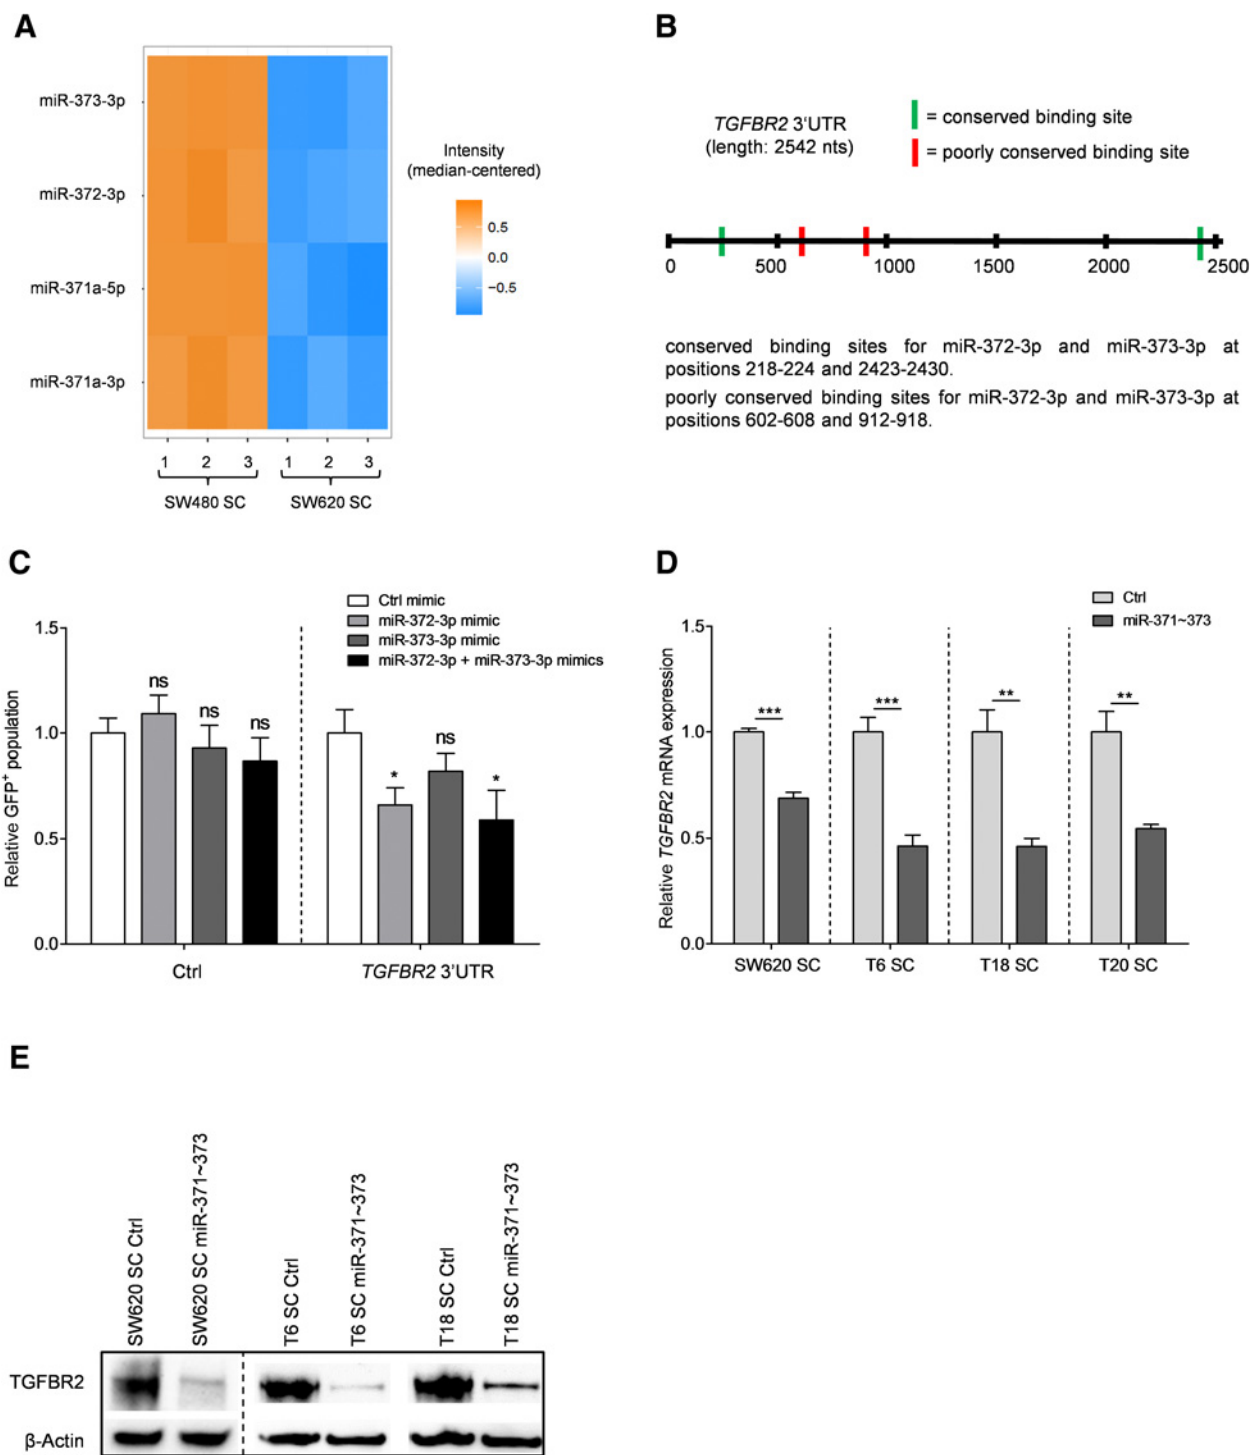 A
miR-373-3p
miR-372-3p
miR-371a-5p
miR-371a-3p
Intensity
(median-centered)
0.5
0.0
−0.5
1 2 3 1 2 3
SW480 SC SW620 SC
B
TGFBR2 3'UTR
(length: 2542 nts)
= conserved binding site
= poorly conserved binding site
0 500 1000 1500 2000 2500
conserved binding sites for miR-372-3p and miR-373-3p at
positions 218-224 and 2423-2430.
poorly conserved binding sites for miR-372-3p and miR-373-3p at
positions 602-608 and 912-918.
C
Ctrl mimic
miR-372-3p mimic
miR-373-3p mimic
miR-372-3p + miR-373-3p mimics
Relative GFP+ population
1.5
1.0
0.5
0.0
ns ns ns * ns *
Ctrl TGFBR2 3'UTR
D
Ctrl
miR-371~373
Relative TGFBR2 mRNA expression
1.5
1.0
0.5
0.0
*** *** ** **
SW620 SC T6 SC T18 SC T20 SC
E
SW620 SC Ctrl
SW620 SC miR-371~373
T6 SC Ctrl
T6 SC miR-371~373
T18 SC Ctrl
T18 SC miR-371~373
TGFBR2
β-Actin